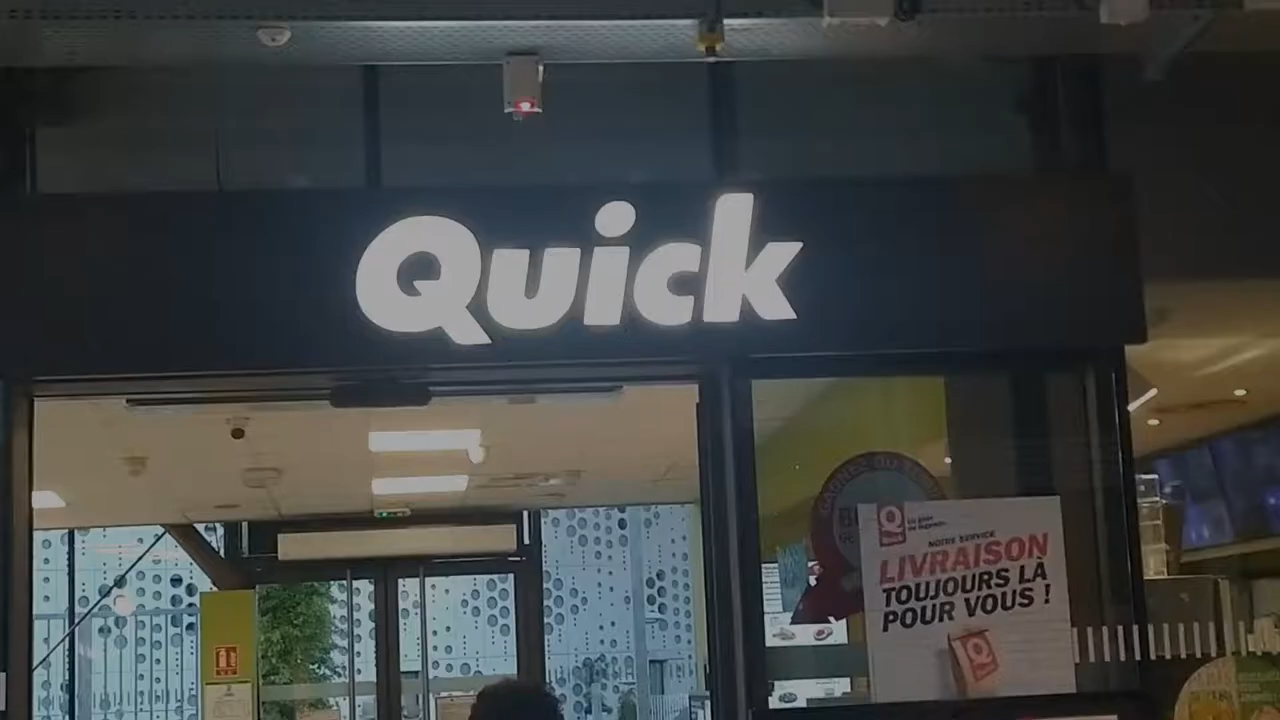 Quick
NOTRE SERVICE
LIVRAISON
TOUJOURS LÀ
POUR VOUS !
Q